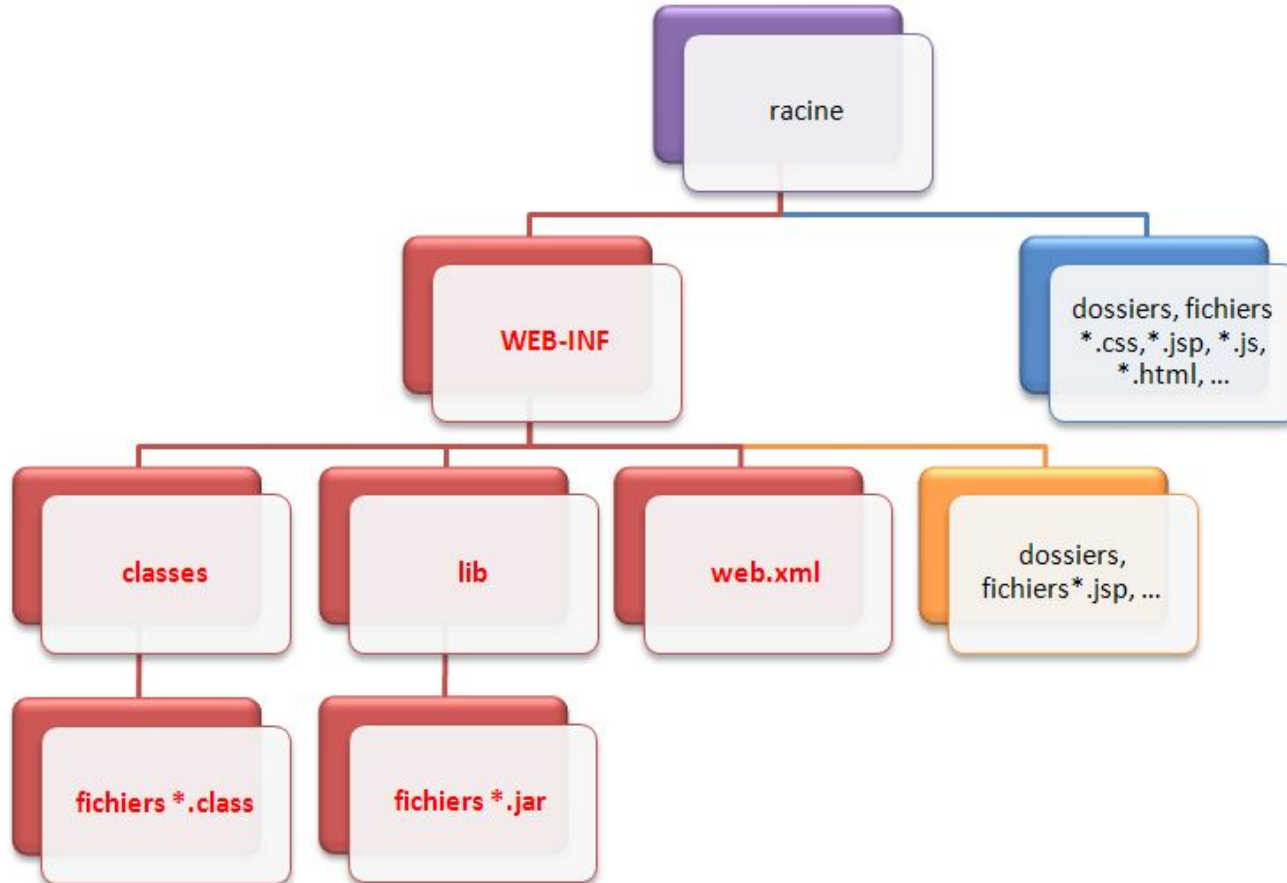 racine
WEB-INF
dossiers, fichiers
*.css,*.jsp, *.js,
*.html, ...
classes
lib
web.xml
dossiers,
fichiers*.jsp, ...
fichiers *.class
fichiers *.jar